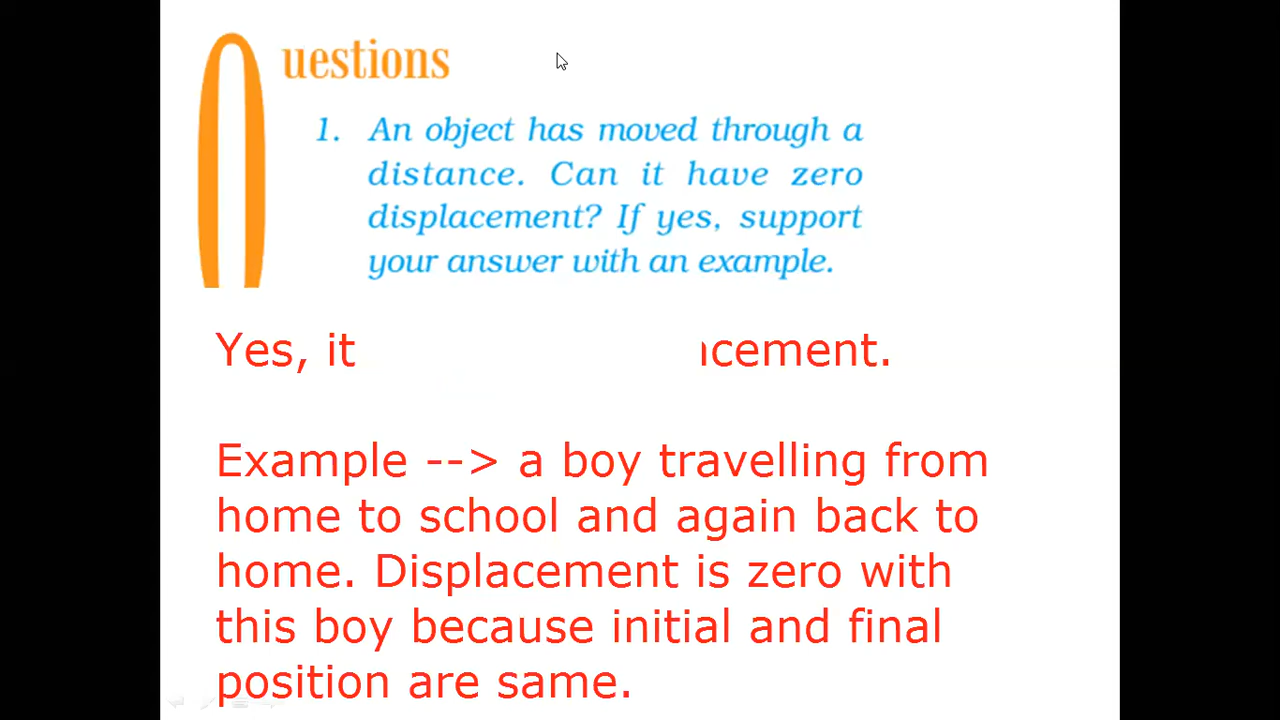 Questions
1. An object has moved through a
distance. Can it have zero
displacement? If yes, support
your answer with an example.
Yes, it cement.
Example --> a boy travelling from
home to school and again back to
home. Displacement is zero with
this boy because initial and final
position are same.